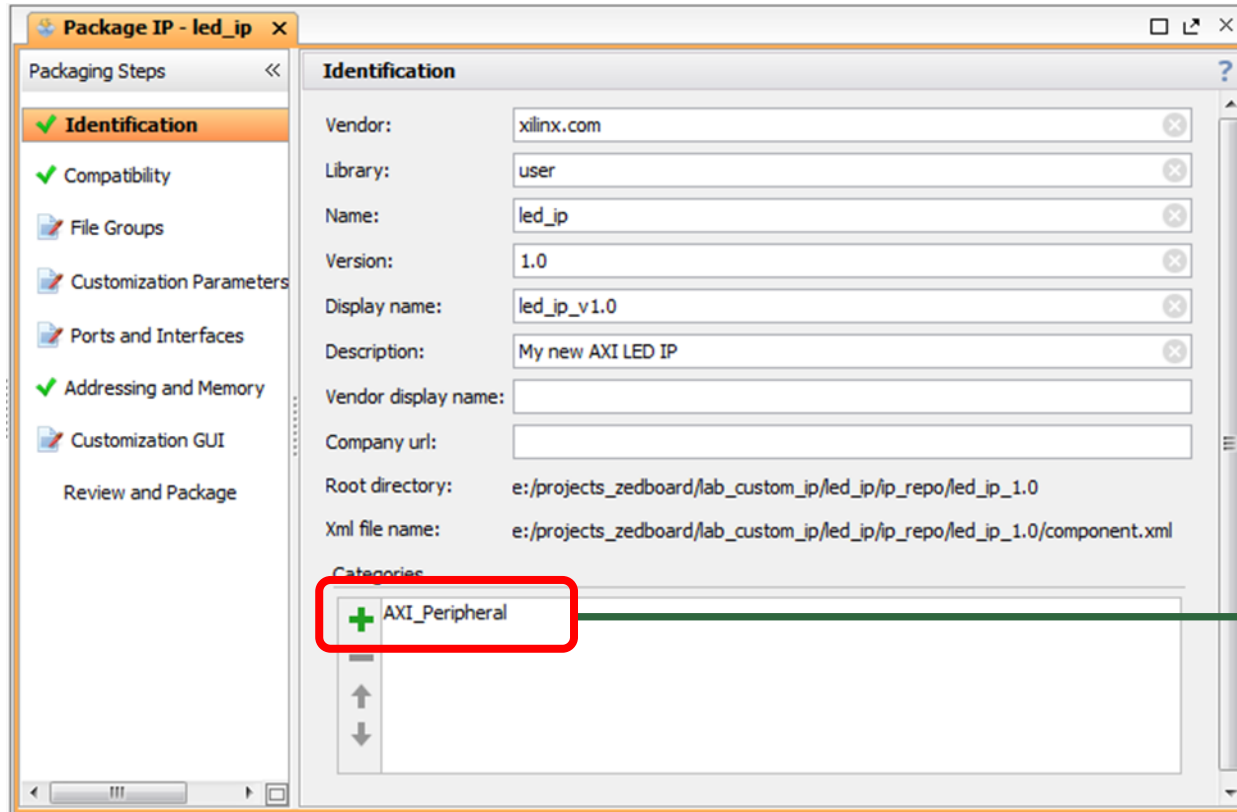 Package IP - led_ip
Packaging Steps
Identification
Compatibility
File Groups
Customization Parameters
Ports and Interfaces
Addressing and Memory
Customization GUI
Review and Package
Identification
Vendor: xilinx.com
Library: user
Name: led_ip
Version: 1.0
Display name: led_ip_v1.0
Description: My new AXI LED IP
Vendor display name:
Company url:
Root directory: e:/projects_zedboard/lab_custom_ip/led_ip/ip_repo/led_ip_1.0
Xml file name: e:/projects_zedboard/lab_custom_ip/led_ip/ip_repo/led_ip_1.0/component.xml
Categories
AXI_Peripheral